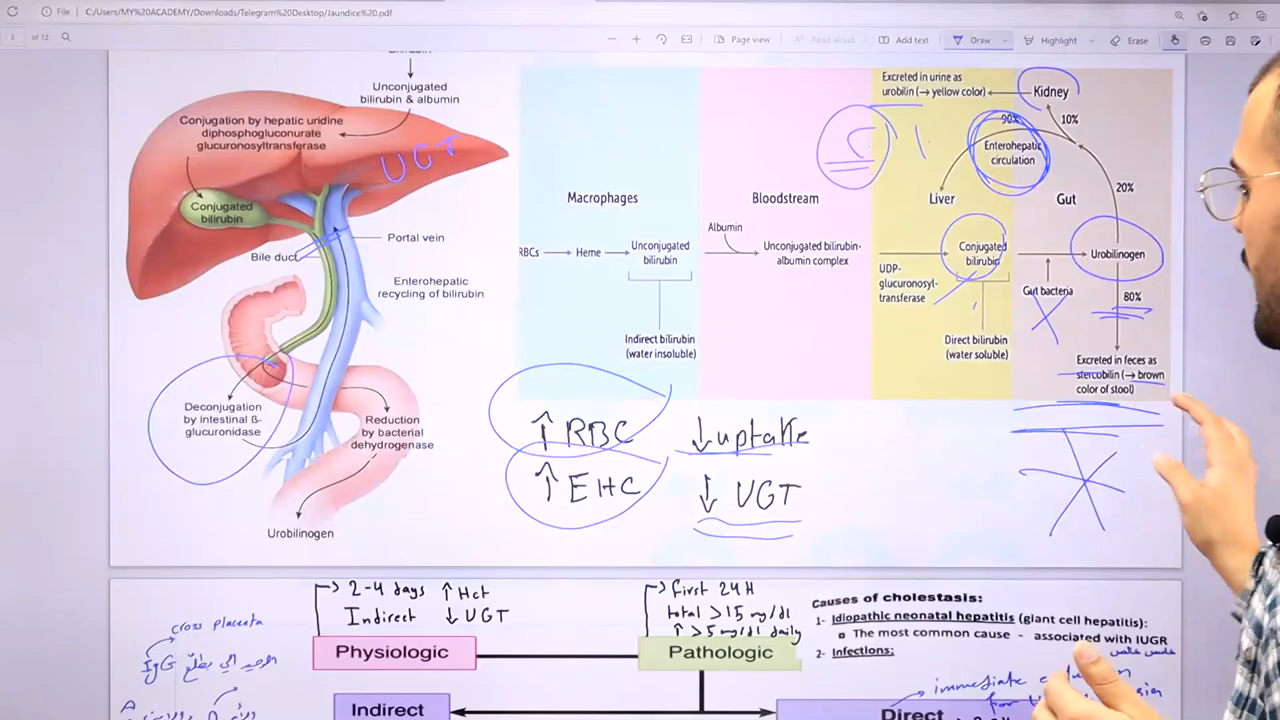 File
C:/Users/MY%20ACADEMY/Downloads/Telegram%20Desktop/Jaundice%20.pdf
2 of 12
Page view
Read aloud
Add text
Draw
Highlight
Erase
Unconjugated
bilirubin & albumin
Conjugation by hepatic uridine
diphosphogluconurate
glucuronosyltransferase
UGT
Conjugated
bilirubin
Portal vein
Bile duct
Enterohepatic
recycling of bilirubin
Deconjugation
by intestinal ß-
glucuronidase
Reduction
by bacterial
dehydrogenase
Urobilinogen
Macrophages
RBCs
Heme
Unconjugated
bilirubin
Indirect bilirubin
(water insoluble)
Bloodstream
Albumin
Unconjugated bilirubin-
albumin complex
Excreted in urine as
urobilin (→ yellow color)
Kidney
90%
10%
Enterohepatic
circulation
Liver
Gut
20%
UDP-
glucuronosyl-
transferase
Conjugated
bilirubin
Direct bilirubin
(water soluble)
Gut bacteria
Urobilinogen
80%
Excreted in feces as
stercobilin (→ brown
color of stool)
↑ RBC
↓ uptake
↑ EHC
↓ UGT
→ 2-4 days ↑ Hct
Indirect ↓ UGT
→ First 24 H
total > 15 mg/dl
↑ > 5 mg/dl daily
Physiologic
Pathologic
Indirect
Direct
cross placenta
IgG
Causes of cholestasis:
1- Idiopathic neonatal hepatitis (giant cell hepatitis):
The most common cause - associated with IUGR
2- Infections:
immediate
for